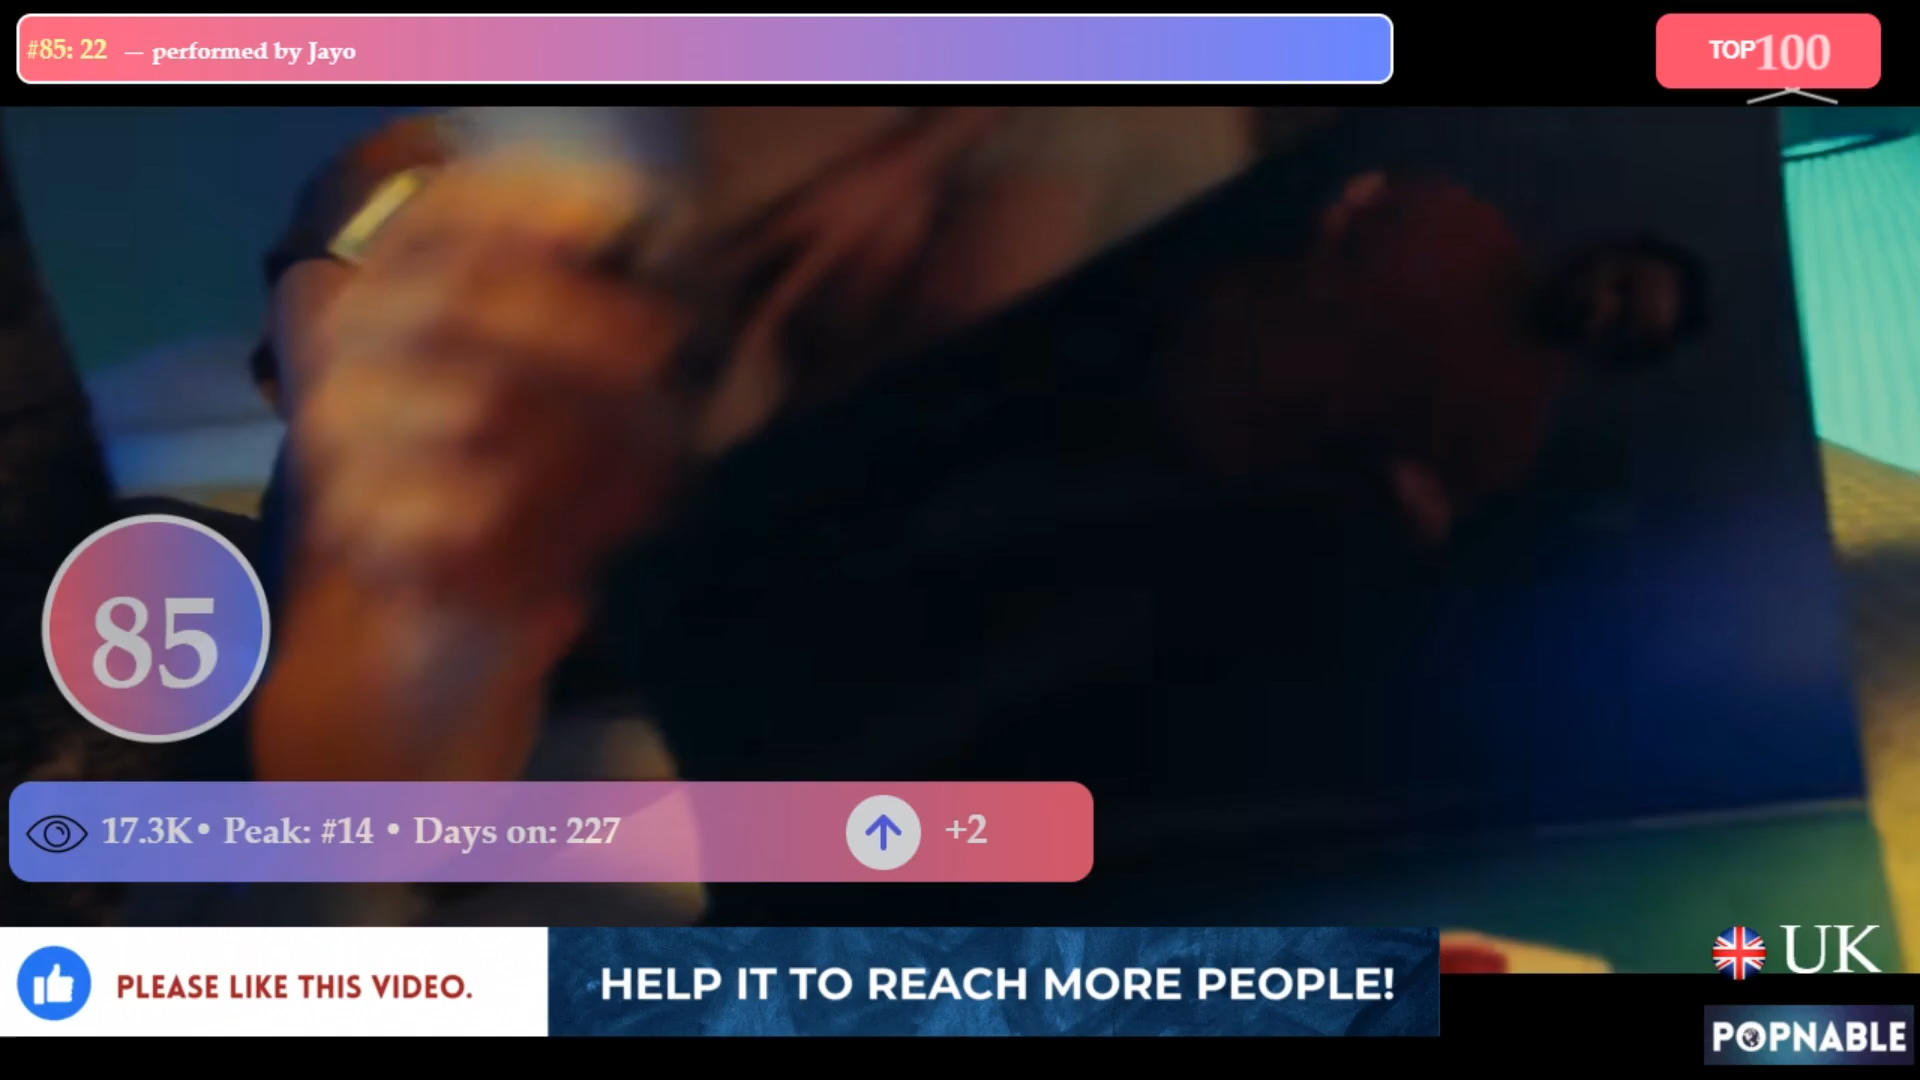 #85: 22 — performed by Jayo
TOP100
85
17.3K • Peak: #14 • Days on: 227
+2
PLEASE LIKE THIS VIDEO.
HELP IT TO REACH MORE PEOPLE!
UK
POPNABLE